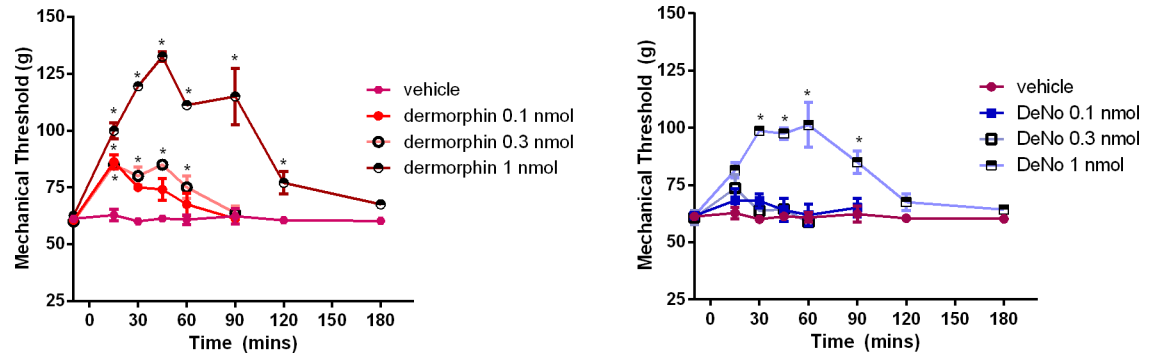 Mechanical Threshold (g)
150
125
100
75
50
25
0 30 60 90 120 150 180
Time (mins)
* * * * * * * * * * * *
vehicle
dermorphin 0.1 nmol
dermorphin 0.3 nmol
dermorphin 1 nmol
Mechanical Threshold (g)
150
125
100
75
50
25
0 30 60 90 120 150 180
Time (mins)
* * * *
vehicle
DeNo 0.1 nmol
DeNo 0.3 nmol
DeNo 1 nmol